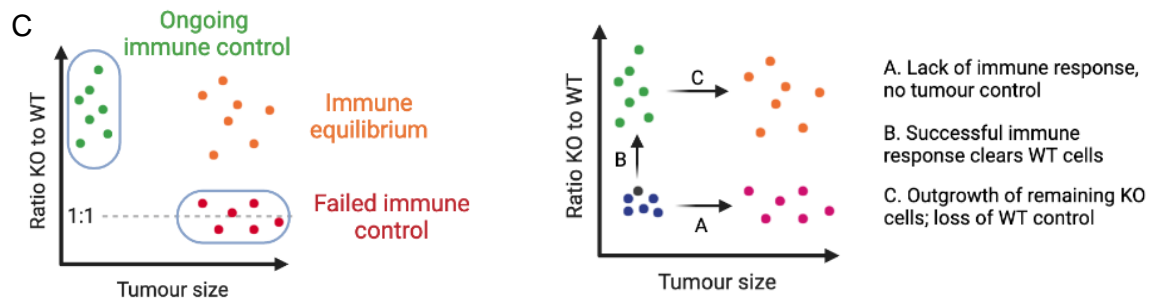 C
Ongoing
immune control
Immune
equilibrium
Failed immune
control
Ratio KO to WT
1:1
Tumour size
Ratio KO to WT
C
B
A
Tumour size
A. Lack of immune response,
no tumour control
B. Successful immune
response clears WT cells
C. Outgrowth of remaining KO
cells; loss of WT control